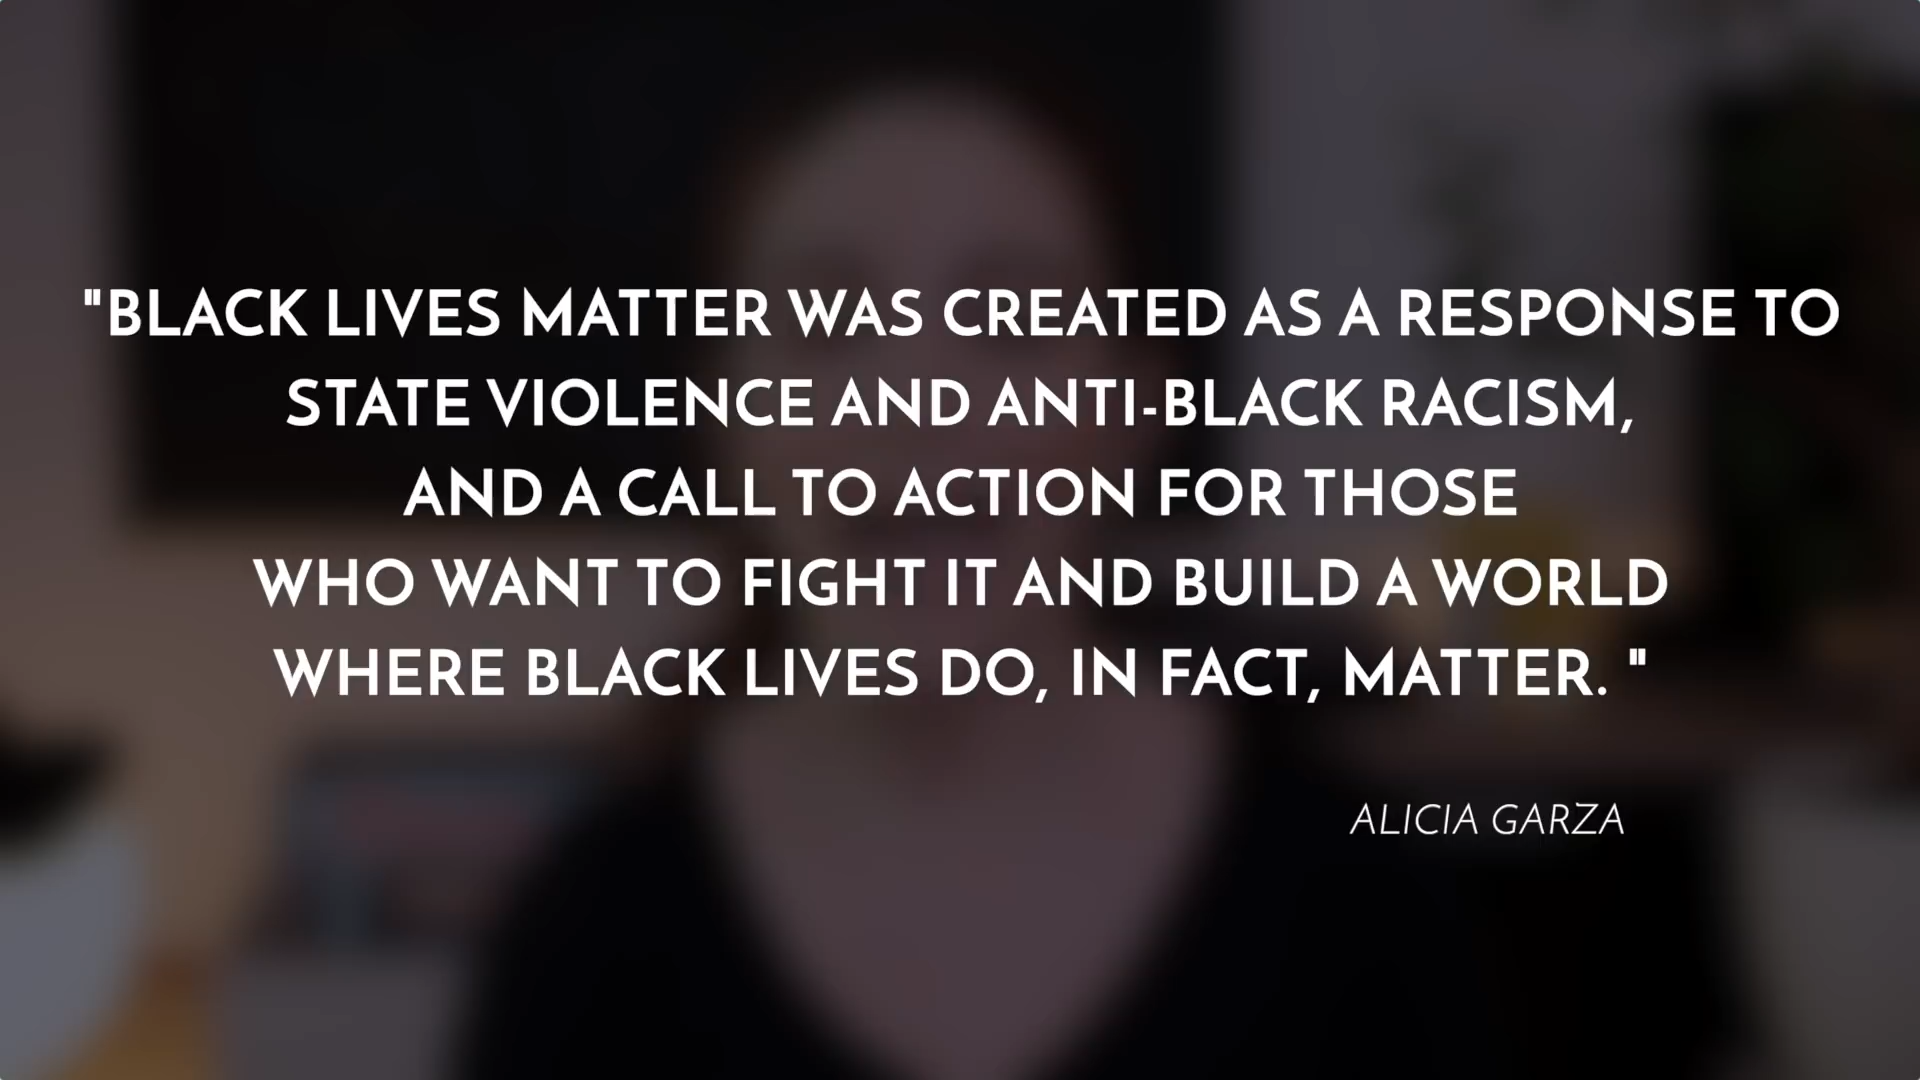 "BLACK LIVES MATTER WAS CREATED AS A RESPONSE TO
STATE VIOLENCE AND ANTI-BLACK RACISM,
AND A CALL TO ACTION FOR THOSE
WHO WANT TO FIGHT IT AND BUILD A WORLD
WHERE BLACK LIVES DO, IN FACT, MATTER. "
ALICIA GARZA